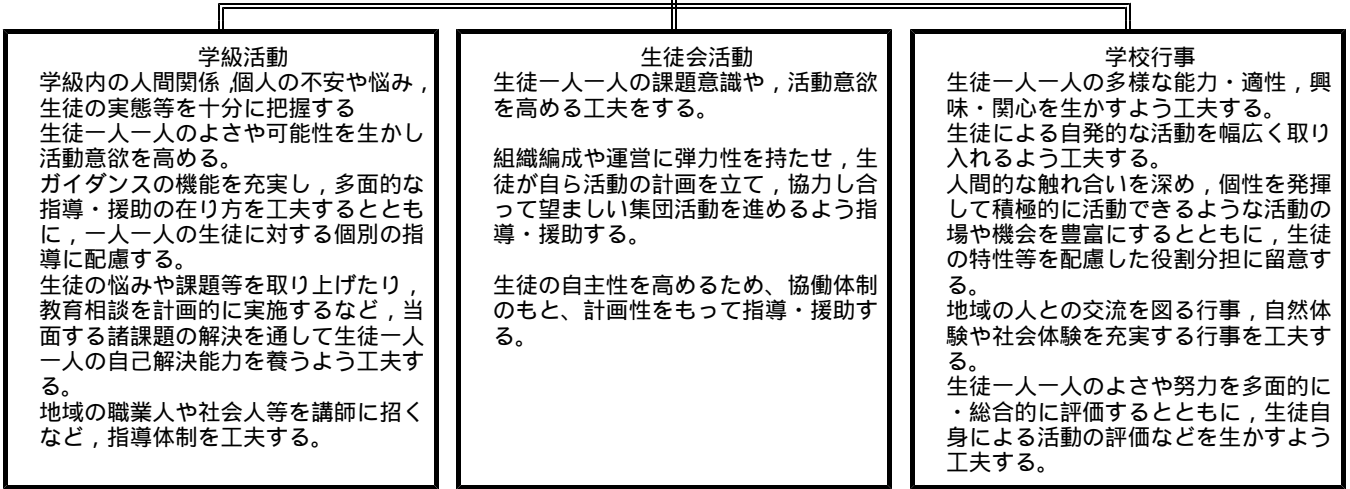 学級活動
学級内の人間関係,個人の不安や悩み,
生徒の実態等を十分に把握する
生徒一人一人のよさや可能性を生かし
活動意欲を高める。
ガイダンスの機能を充実し,多面的な
指導・援助の在り方を工夫するととも
に,一人一人の生徒に対する個別の指
導に配慮する。
生徒の悩みや課題等を取り上げたり,
教育相談を計画的に実施するなど,当
面する諸課題の解決を通して生徒一人
一人の自己解決能力を養うよう工夫す
る。
地域の職業人や社会人等を講師に招く
など,指導体制を工夫する。
生徒会活動
生徒一人一人の課題意識や,活動意欲
を高める工夫をする。
組織編成や運営に弾力性を持たせ,生
徒が自ら活動の計画を立て,協力し合
って望ましい集団活動を進めるよう指
導・援助する。
生徒の自主性を高めるため、協働体制
のもと、計画性をもって指導・援助す
る。
学校行事
生徒一人一人の多様な能力・適性,興
味・関心を生かすよう工夫する。
生徒による自発的な活動を幅広く取り
入れるよう工夫する。
人間的な触れ合いを深め,個性を発揮
して積極的に活動できるような活動の
場や機会を豊富にするとともに,生徒
の特性等を配慮した役割分担に留意す
る。
地域の人との交流を図る行事,自然体
験や社会体験を充実する行事を工夫す
る。
生徒一人一人のよさや努力を多面的に
・総合的に評価するとともに,生徒自
身による活動の評価などを生かすよう
工夫する。